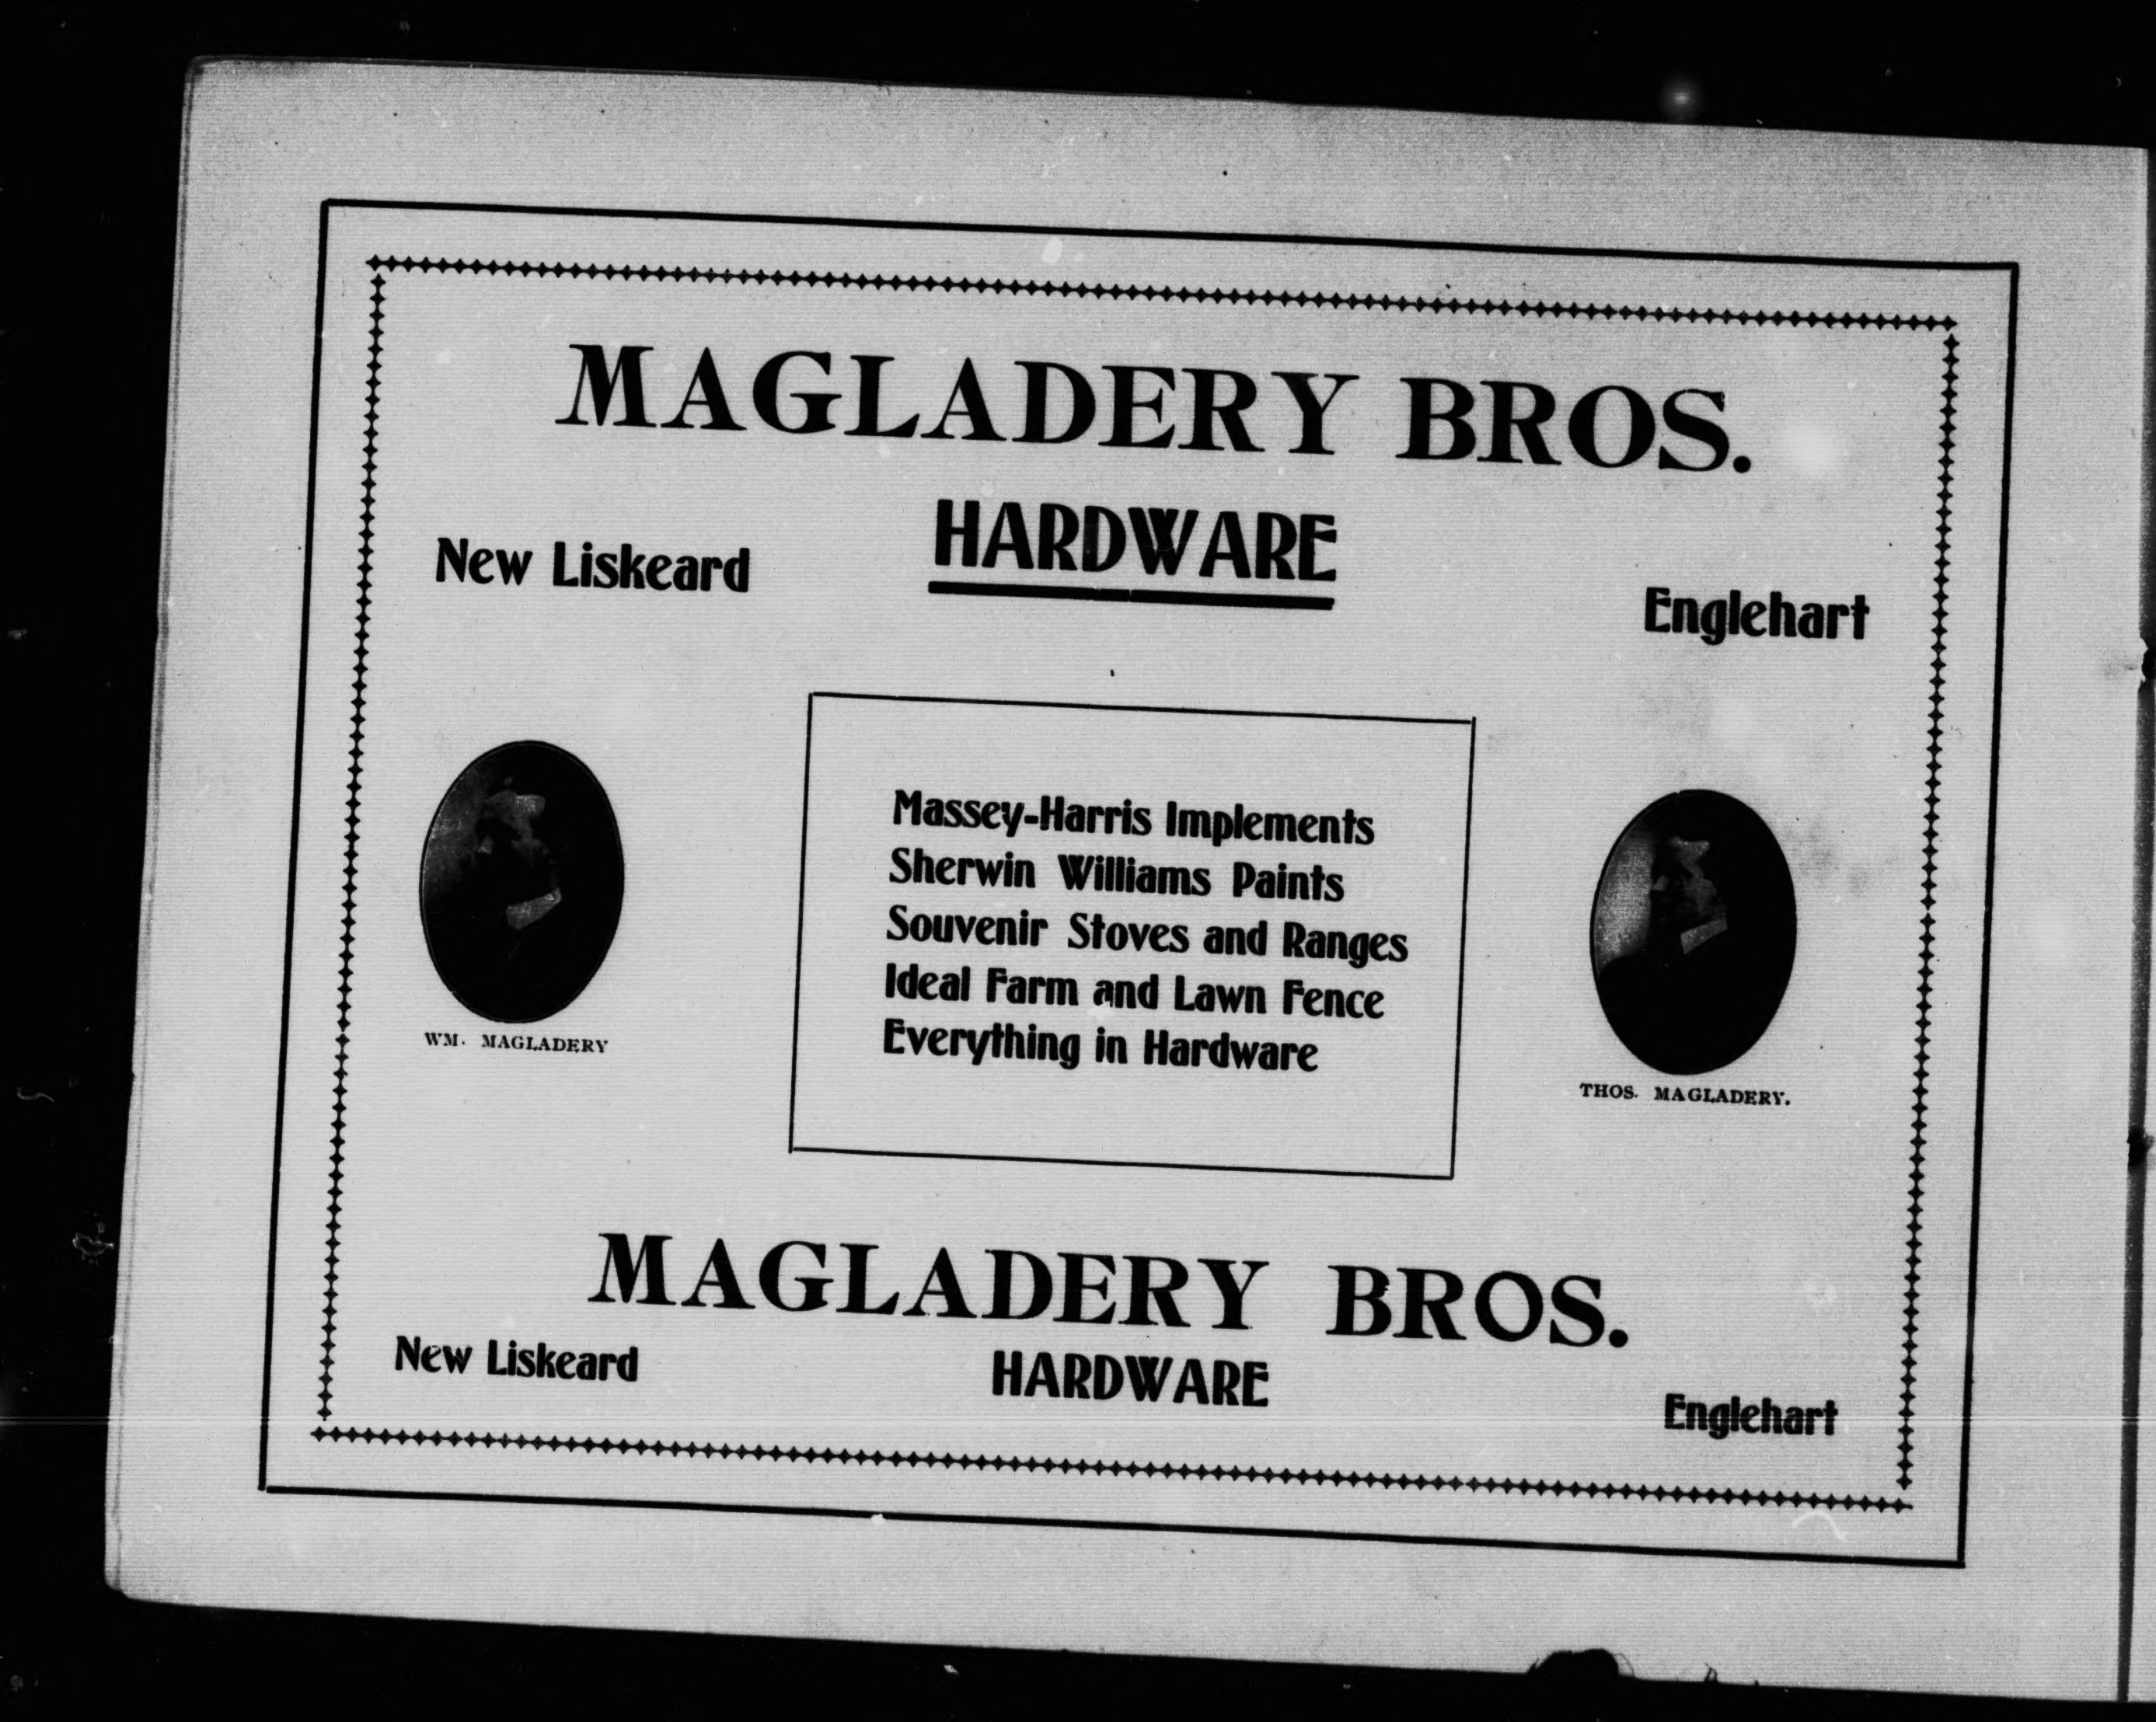 MAGLADERY BROS.
HARDWARE
New Liskeard
Englehart
Massey-Harris Implements
Sherwin Williams Paints
Souvenir Stoves and Ranges
Ideal Farm and Lawn Fence
Everything in Hardware
WM. MAGLADERY
THOS. MAGLADERY.
MAGLADERY BROS.
New Liskeard
HARDWARE
Englehart